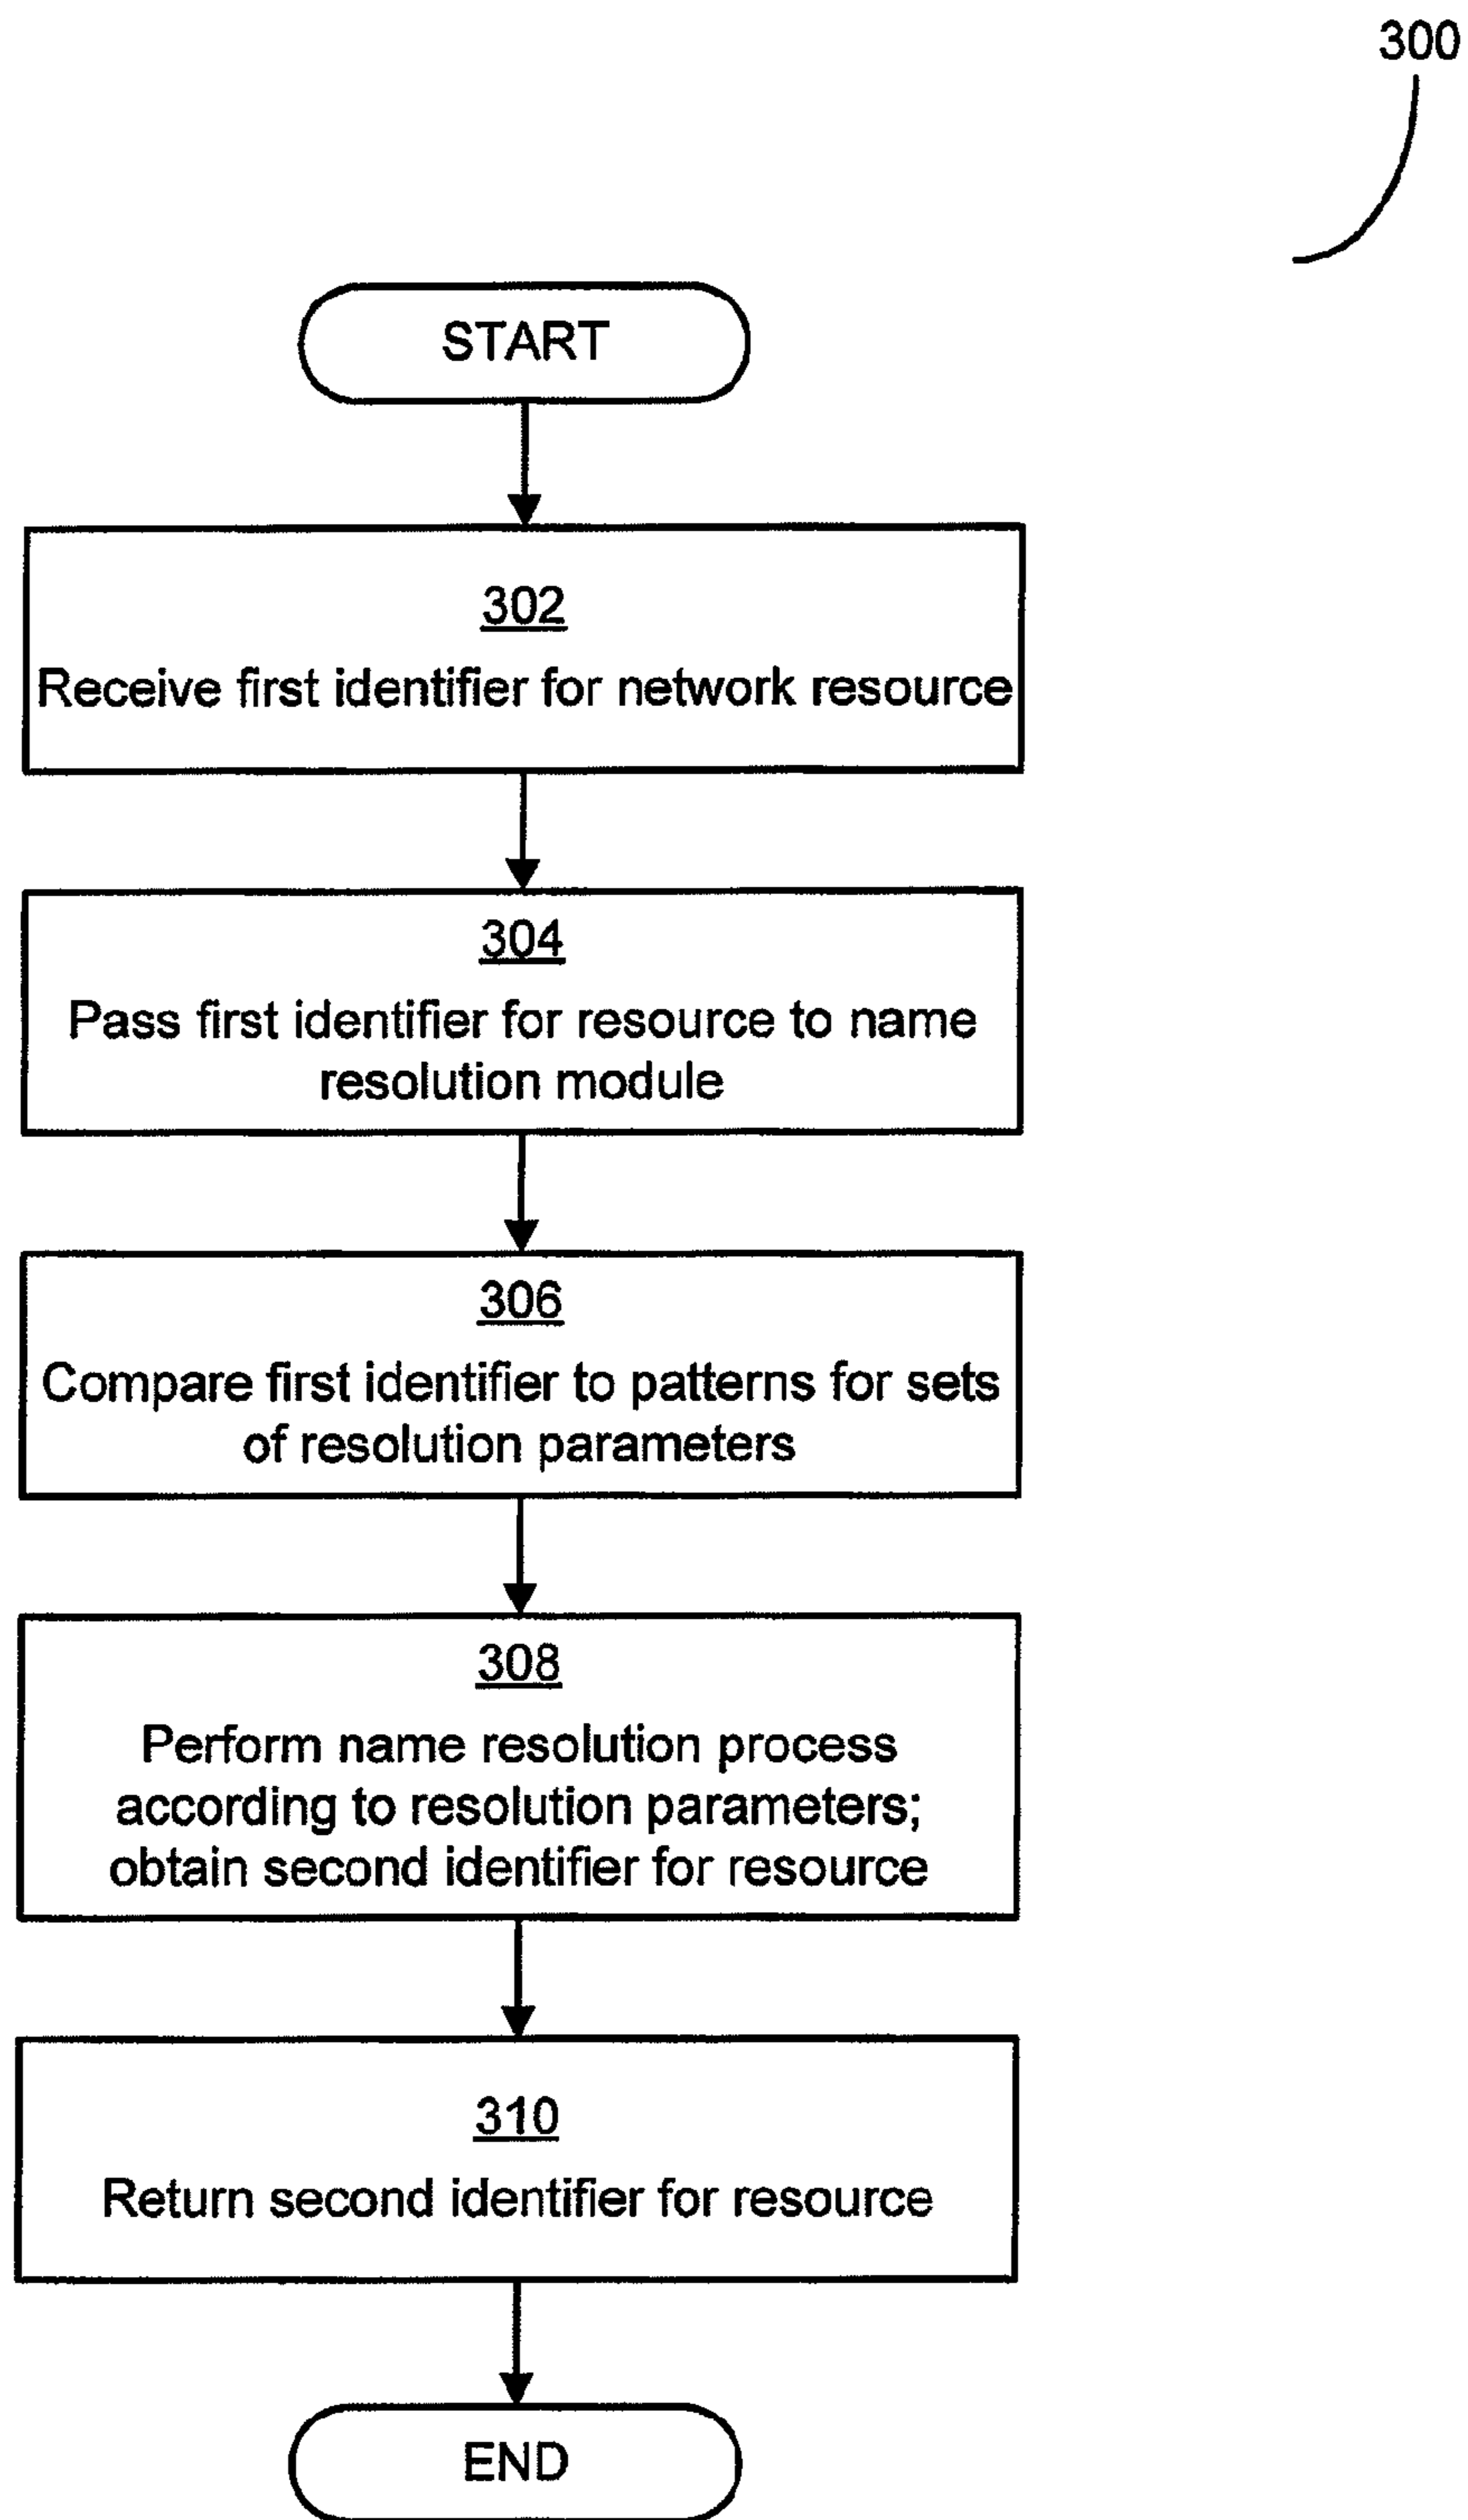 300
START
302
Receive first identifier for network resource
304
Pass first identifier for resource to name
resolution module
306
Compare first identifier to patterns for sets
of resolution parameters
308
Perform name resolution process
according to resolution parameters;
obtain second identifier for resource
310
Return second identifier for resource
END